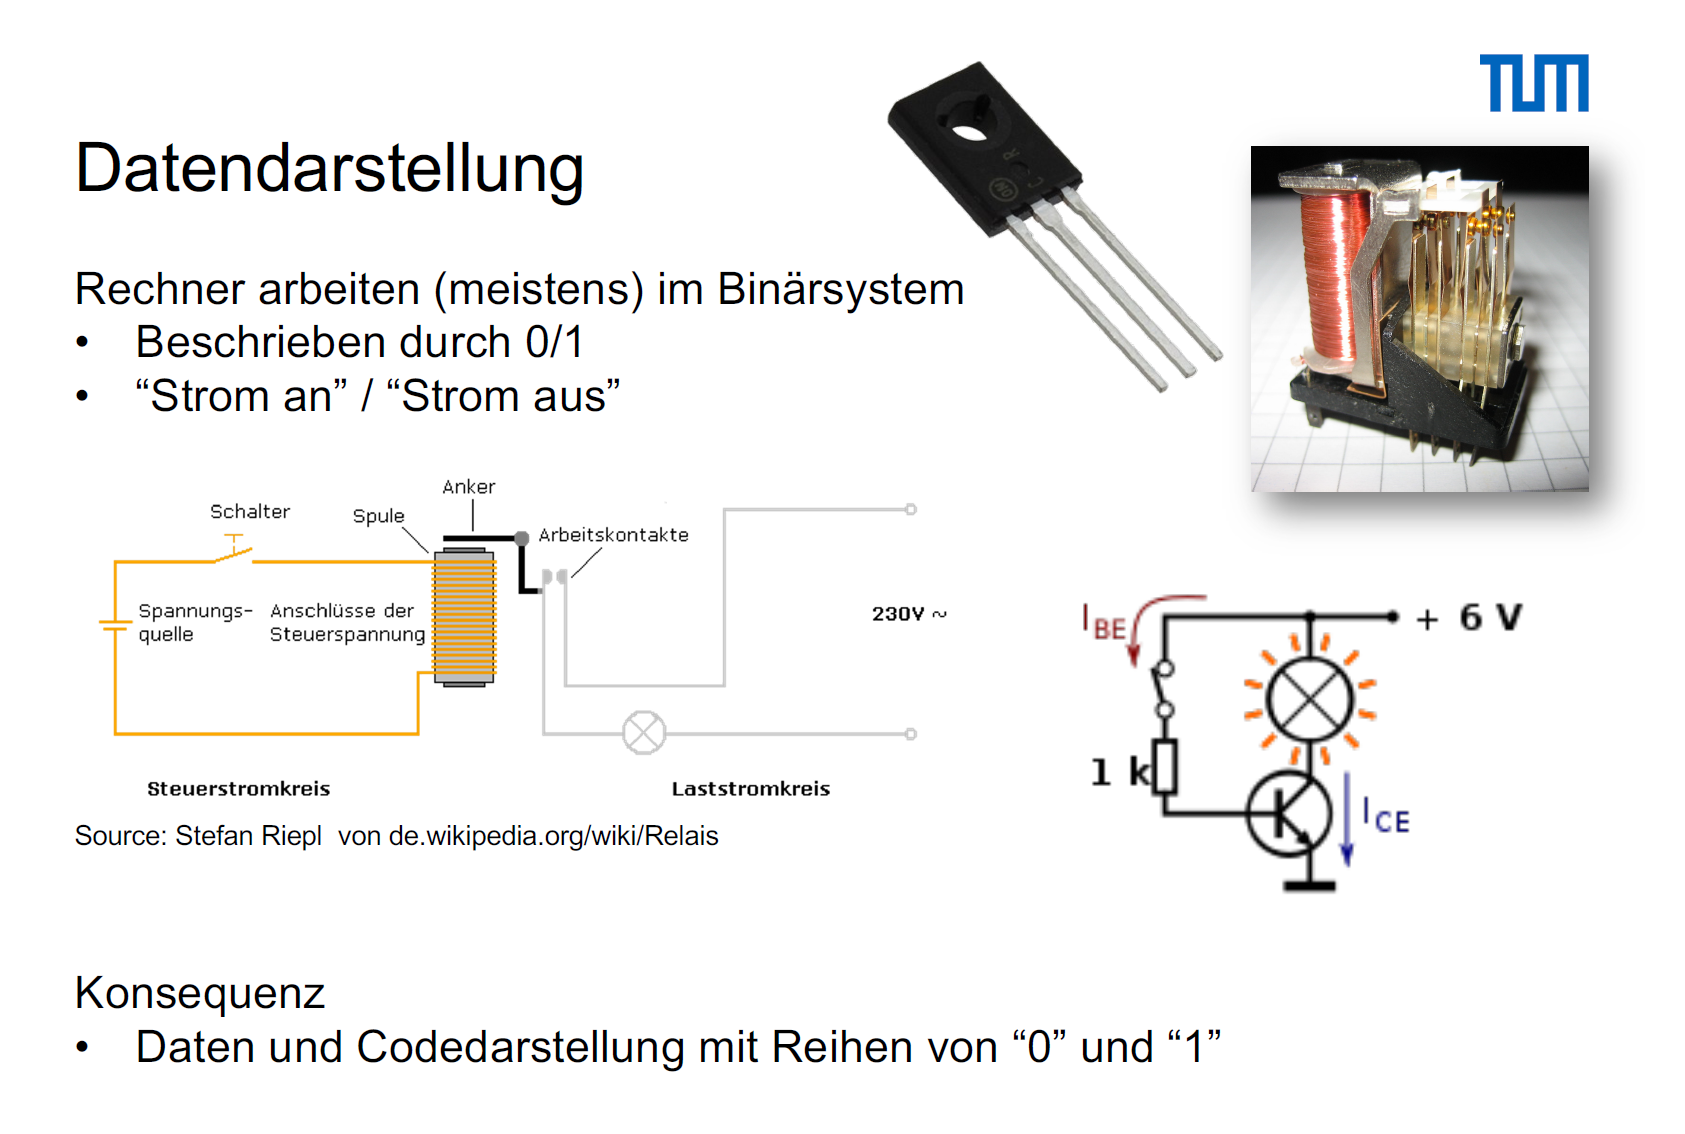 TUM
Datendarstellung
Rechner arbeiten (meistens) im Binärsystem
• Beschrieben durch 0/1
• “Strom an” / “Strom aus”
Anker
Schalter
Spule
Arbeitskontakte
Spannungs-
quelle
Anschlüsse der
Steuerspannung
230V ~
Steuerstromkreis
Laststromkreis
Source: Stefan Riepl von de.wikipedia.org/wiki/Relais
I BE
+ 6 V
1 k
I CE
Konsequenz
• Daten und Codedarstellung mit Reihen von “0” und “1”